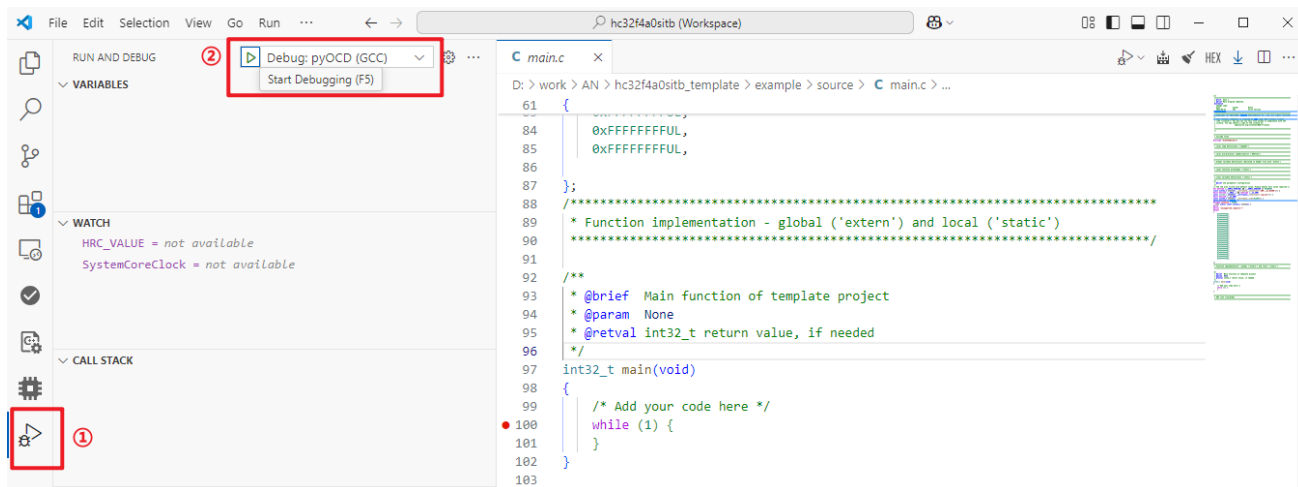 File Edit Selection View Go Run ··· hc32f4a0sitb (Workspace)
RUN AND DEBUG ② Debug: pyOCD (GCC) ···
Start Debugging (F5)
VARIABLES
WATCH
HRC_VALUE = not available
SystemCoreClock = not available
CALL STACK
①
1
C main.c HEX ···
D: > work > AN > hc32f4a0sitb_template > example > source > C main.c > ...
61 {
84 0xFFFFFFFFUL,
85 0xFFFFFFFFUL,
86
87 };
88 /*******************************************************************************
89 * Function implementation - global ('extern') and local ('static')
90 ******************************************************************************/
91
92 /**
93 * @brief Main function of template project
94 * @param None
95 * @retval int32_t return value, if needed
96 */
97 int32_t main(void)
98 {
99 /* Add your code here */
100 while (1) {
101 }
102 }
103